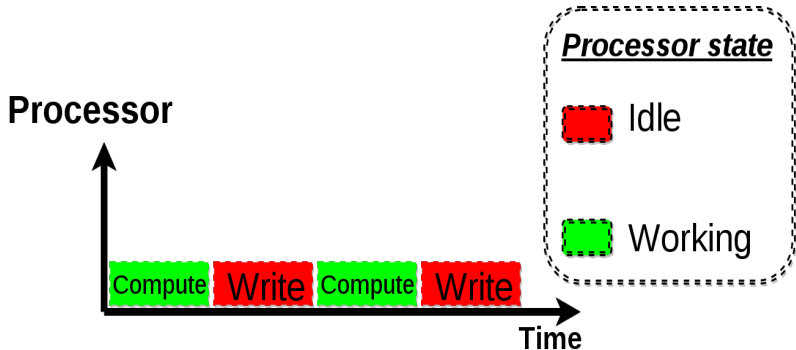 Processor state
Idle
Working
Processor
Compute Write Compute Write
Time